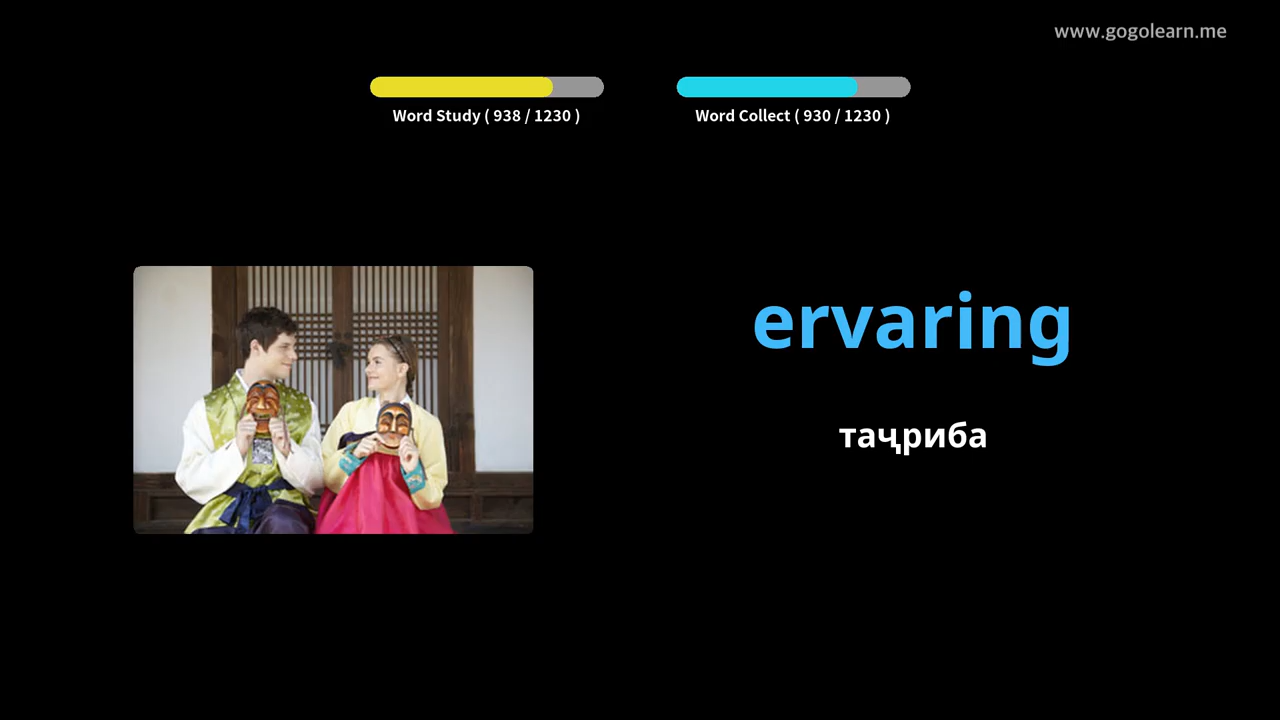 www.gogolearn.me
Word Study ( 938 / 1230 )
Word Collect ( 930 / 1230 )
ervaring
таҷриба